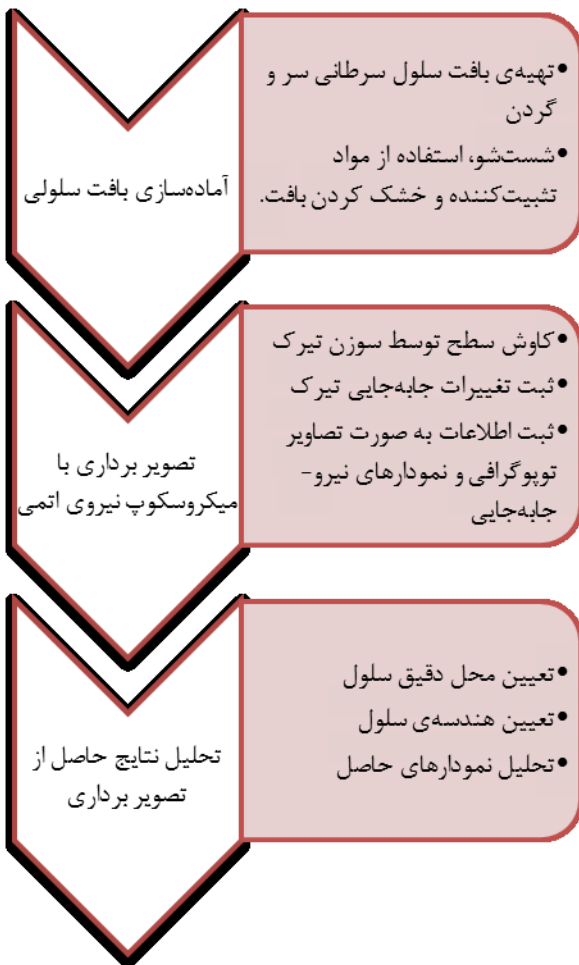 آماده‌سازی بافت سلولی
•تهیه‌ی بافت سلول سرطانی سر و
گردن
•شست‌شو، استفاده از مواد
تثبیت‌کننده و خشک کردن بافت.
تصویر برداری با
میکروسکوپ نیروی اتمی
•کاوش سطح توسط سوزن تیرک
•ثبت تغییرات جابه‌جایی تیرک
•ثبت اطلاعات به صورت تصاویر
توپوگرافی و نمودارهای نیرو-
جابه‌جایی
تحلیل نتایج حاصل از
تصویر برداری
•تعیین محل دقیق سلول
•تعیین هندسه‌ی سلول
•تحلیل نمودارهای حاصل